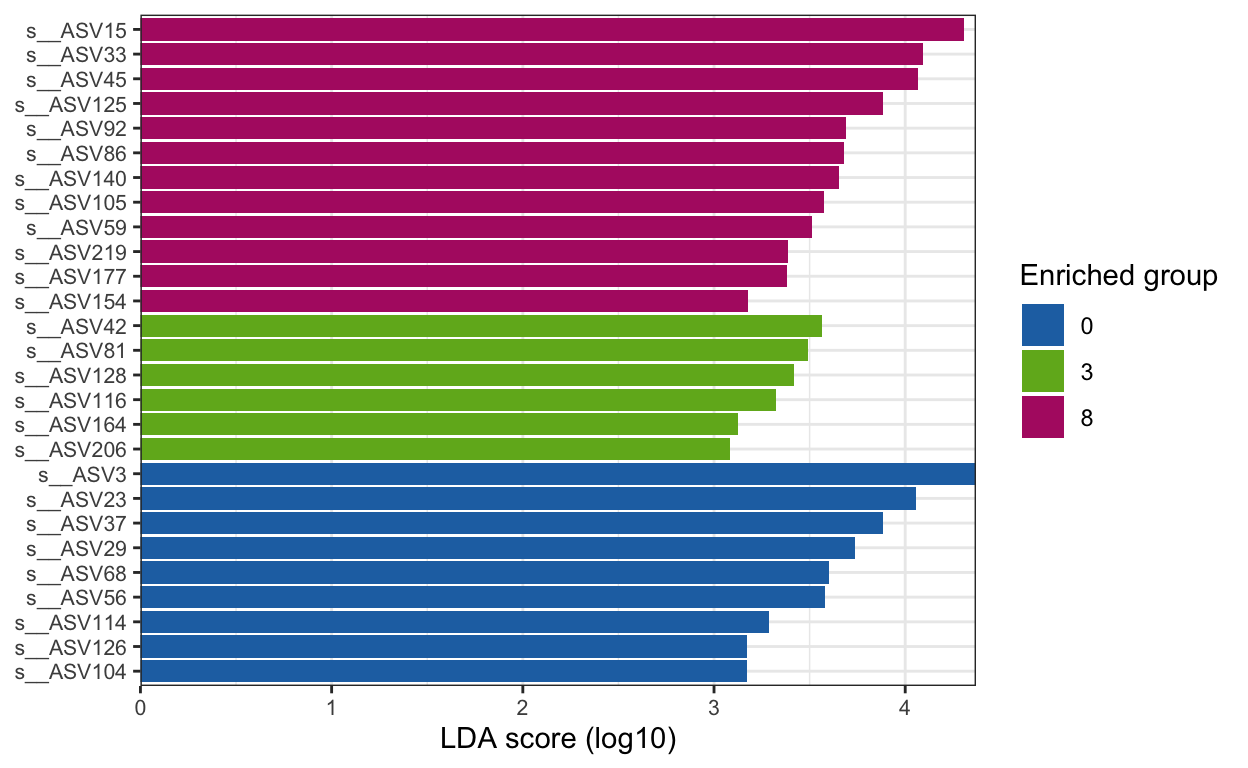 s__ASV15
s__ASV33
s__ASV45
s__ASV125
s__ASV92
s__ASV86
s__ASV140
s__ASV105
s__ASV59
s__ASV219
s__ASV177
s__ASV154
s__ASV42
s__ASV81
s__ASV128
s__ASV116
s__ASV164
s__ASV206
s__ASV3
s__ASV23
s__ASV37
s__ASV29
s__ASV68
s__ASV56
s__ASV114
s__ASV126
s__ASV104
0 1 2 3 4
LDA score (log10)
Enriched group
0
3
8